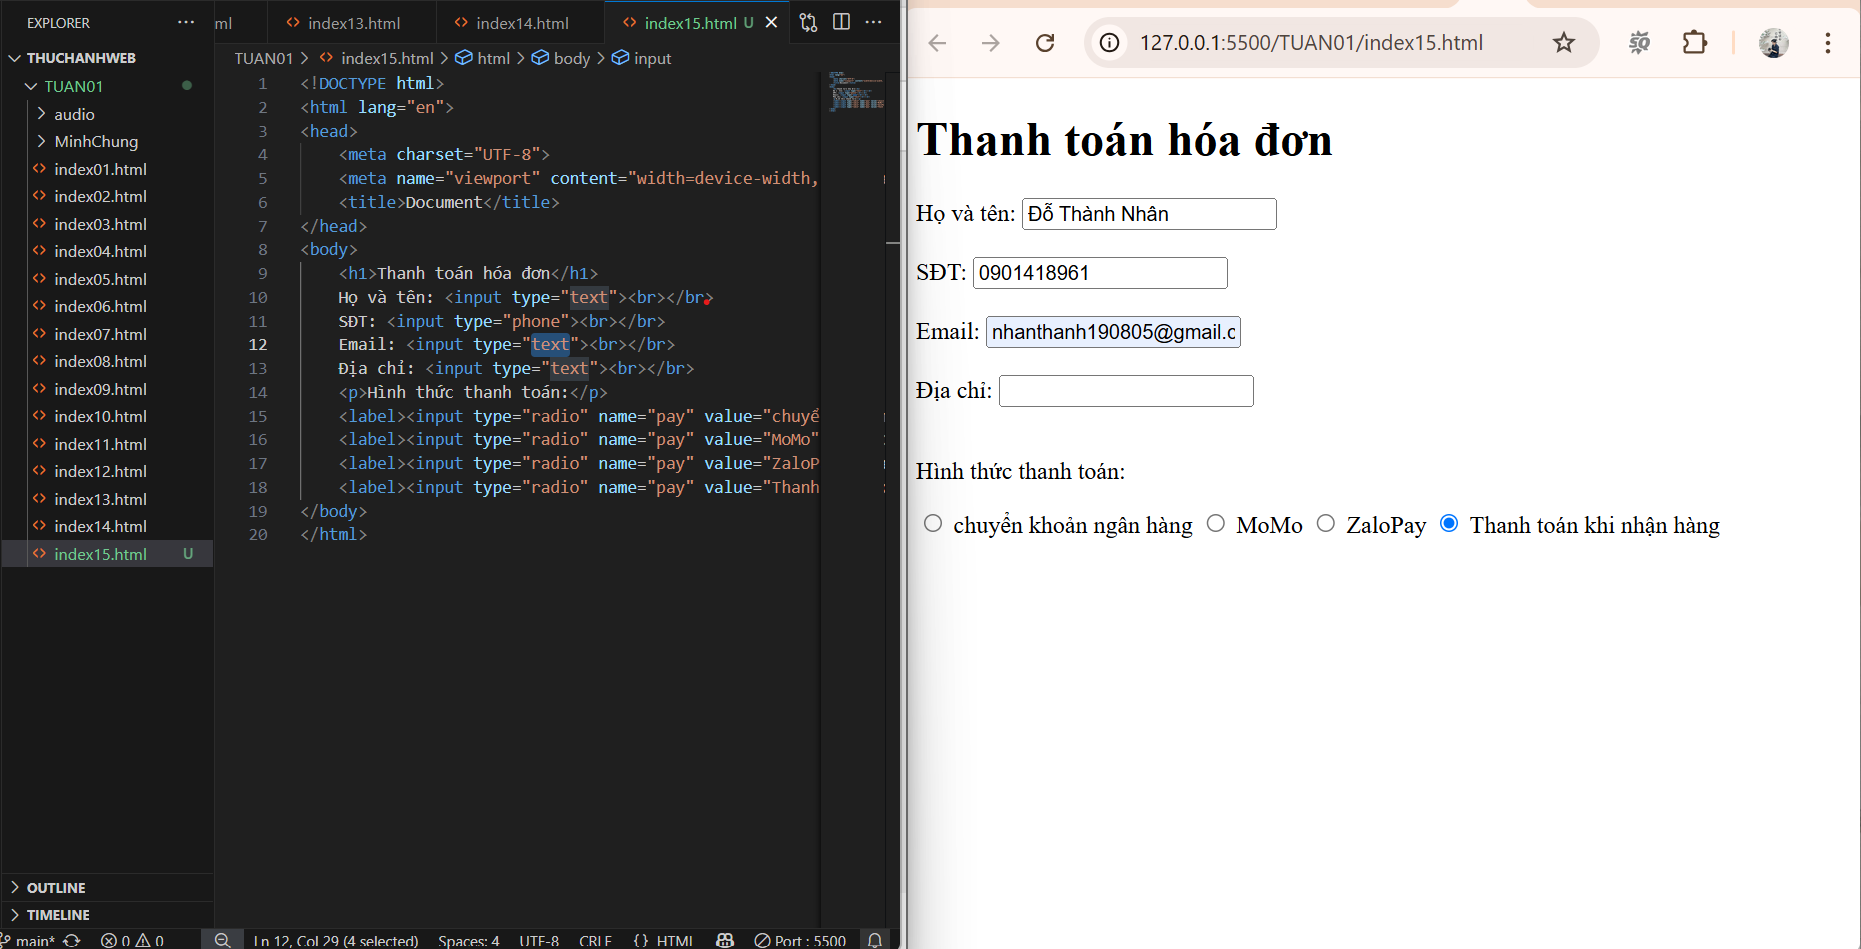 EXPLORER
THUCHANHWEB
TUAN01
audio
MinhChung
index01.html
index02.html
index03.html
index04.html
index05.html
index06.html
index07.html
index08.html
index09.html
index10.html
index11.html
index12.html
index13.html
index14.html
index15.html U
OUTLINE
TIMELINE
ml index13.html index14.html index15.html U
TUAN01 > index15.html > html > body > input
1 <!DOCTYPE html>
2 <html lang="en">
3 <head>
4 <meta charset="UTF-8">
5 <meta name="viewport" content="width=device-width,
6 <title>Document</title>
7 </head>
8 <body>
9 <h1>Thanh toán hóa đơn</h1>
10 Họ và tên: <input type="text"><br></br>
11 SĐT: <input type="phone"><br></br>
12 Email: <input type="text"><br></br>
13 Địa chỉ: <input type="text"><br></br>
14 <p>Hình thức thanh toán:</p>
15 <label><input type="radio" name="pay" value="chuyể
16 <label><input type="radio" name="pay" value="MoMo"
17 <label><input type="radio" name="pay" value="ZaloP
18 <label><input type="radio" name="pay" value="Thanh
19 </body>
20 </html>
main* 0 0 Ln 12, Col 29 (4 selected) Spaces: 4 UTF-8 CRLF {} HTML Port : 5500
127.0.0.1:5500/TUAN01/index15.html
Thanh toán hóa đơn
Họ và tên: Đỗ Thành Nhân
SĐT: 0901418961
Email: nhanthanh190805@gmail.c
Địa chỉ:
Hình thức thanh toán:
chuyển khoản ngân hàng MoMo ZaloPay Thanh toán khi nhận hàng